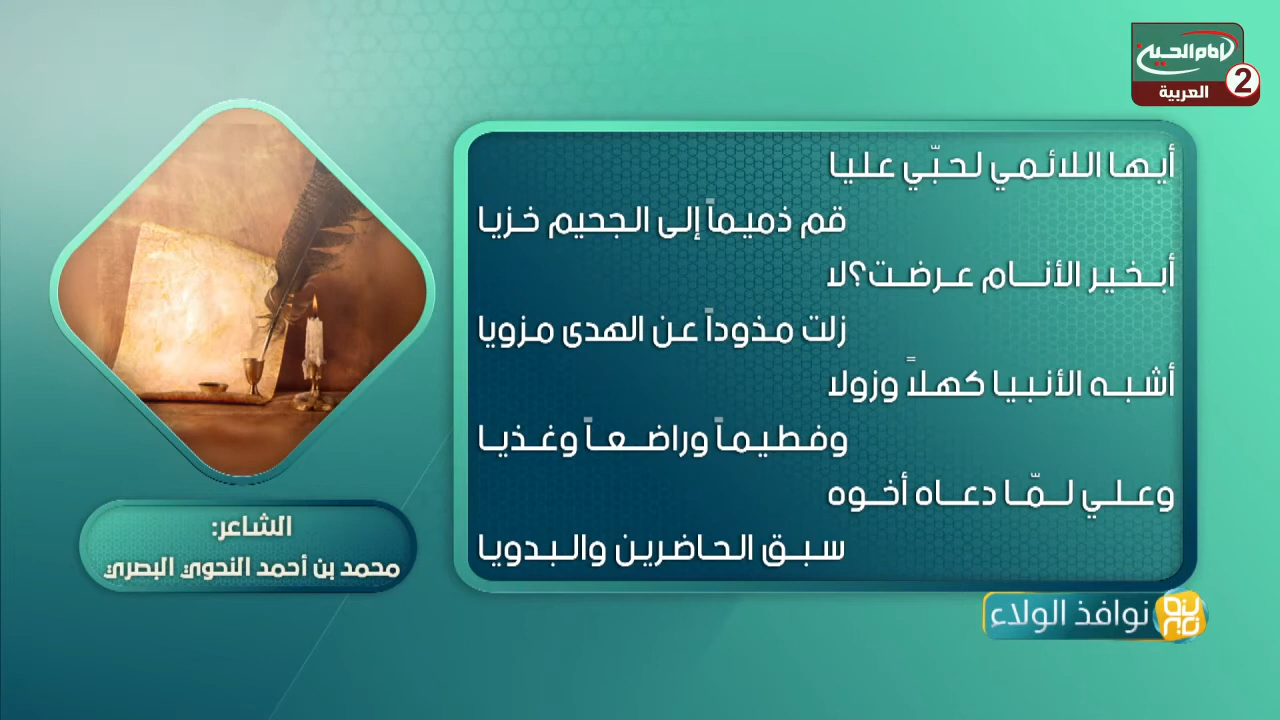 إمام الحسين
2
العربية
أيها اللائمي لحبّي عليا
قم ذميماً إلى الجحيم خزيا
أبخير الأنام عرضت؟لا
زلت مذوداً عن الهدى مزويا
أشبه الأنبيا كهلاً وزولا
وفطيماً وراضعاً وغذيا
وعلي لمّا دعاه أخوه
سبق الحاضرين والبدويا
الشاعر:
محمد بن أحمد النحوي البصري
نوافذ الولاء